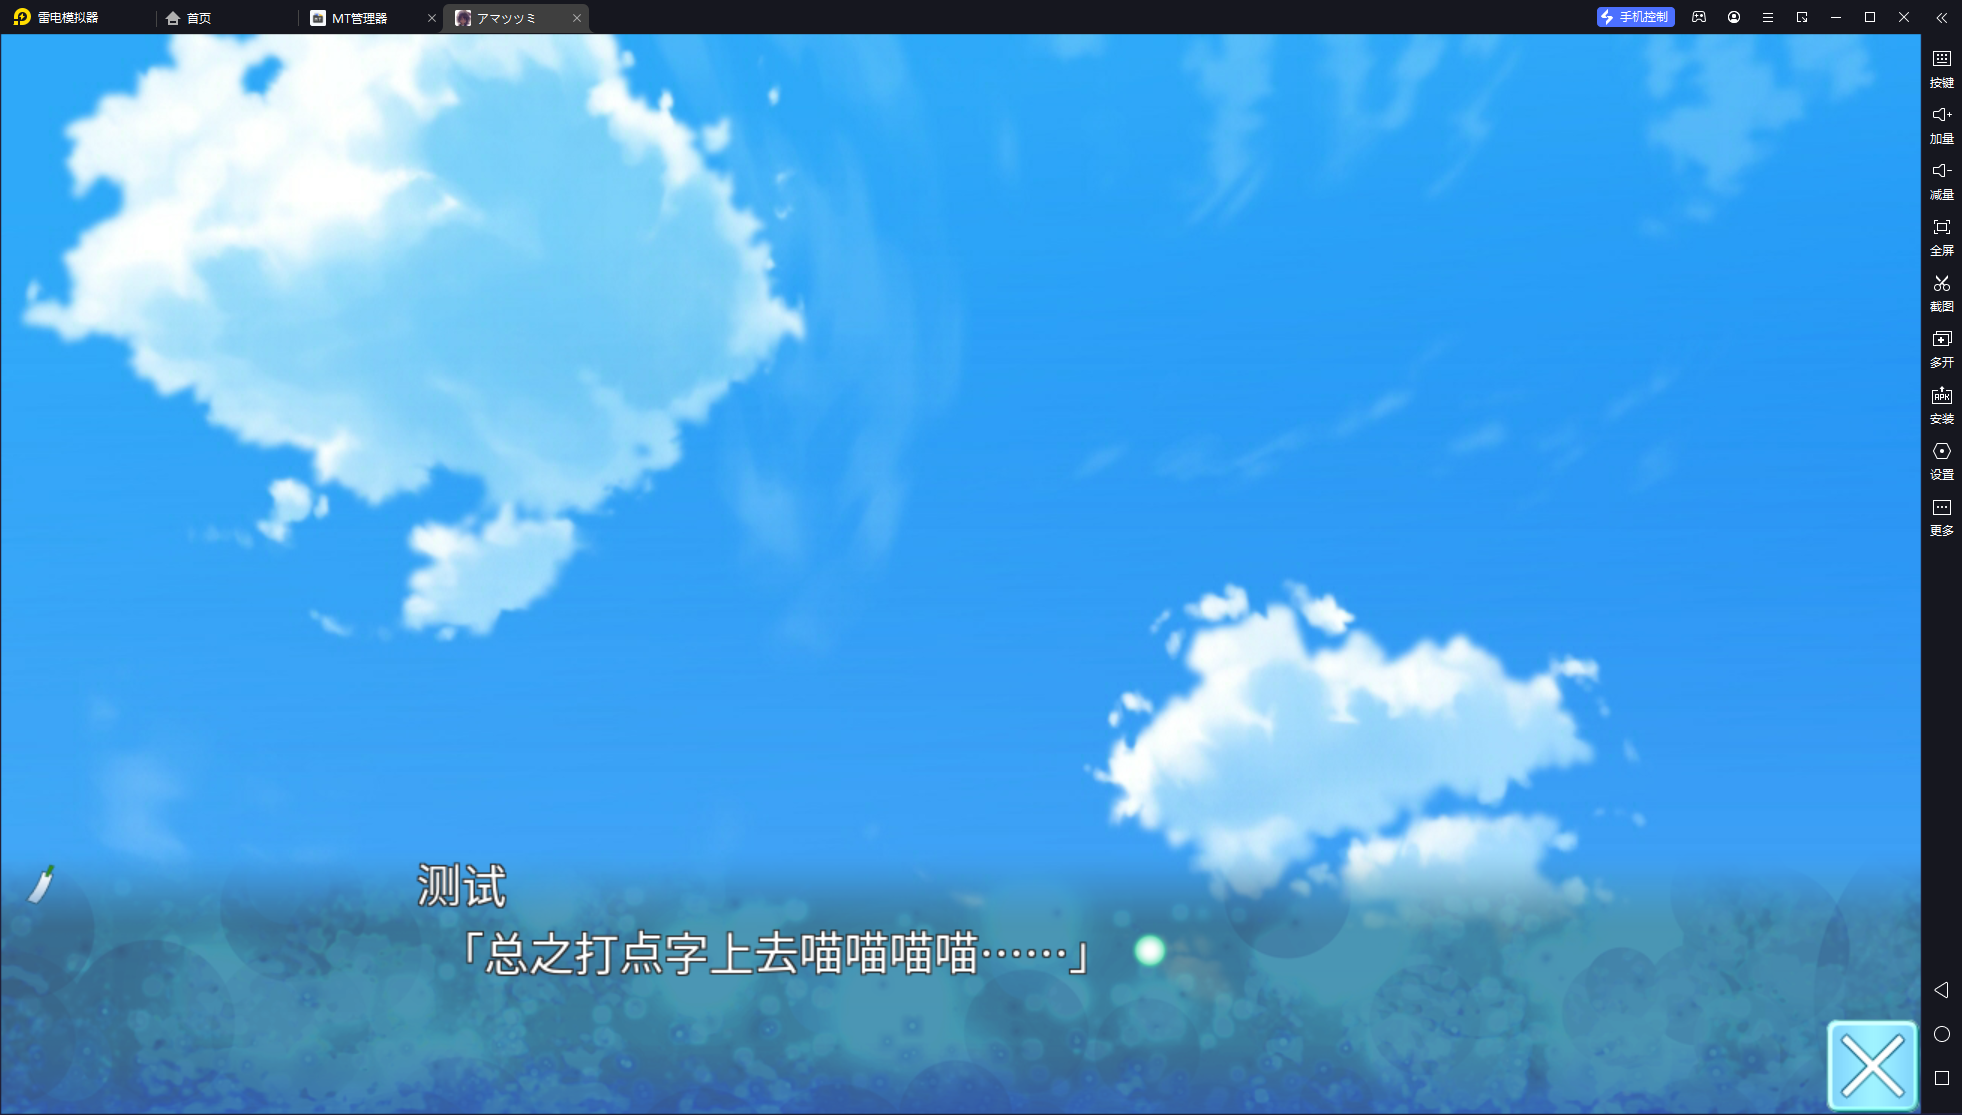 雷电模拟器
首页
MT管理器
アマツツミ
手机控制
按键
加量
减量
全屏
截图
多开
APK
安装
设置
更多
测试
「总之打点字上去喵喵喵喵……」